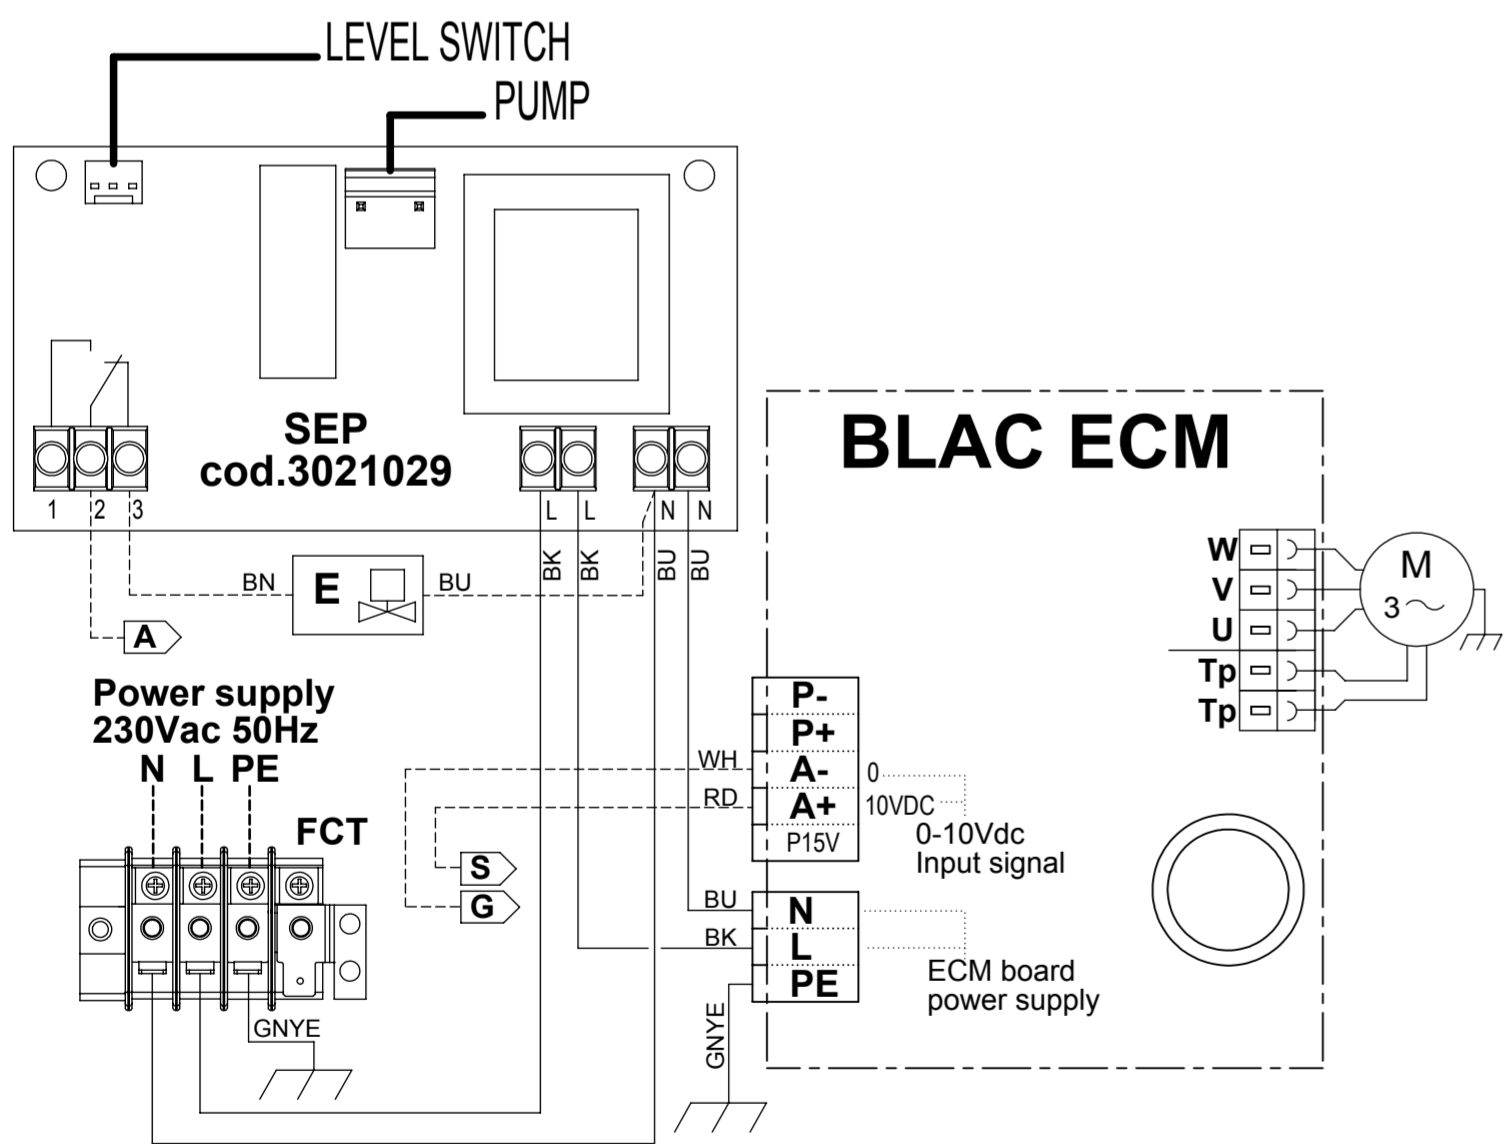 LEVEL SWITCH
PUMP
SEP
cod.3021029
1
2
3
L
L
N
N
BK
BK
BU
BU
BN
E
BU
A
Power supply
230Vac 50Hz
N L PE
FCT
GNYE
S
G
BLAC ECM
W
V
U
Tp
Tp
M
3
P-
P+
WH
A-
0
RD
A+
10VDC
P15V
0-10Vdc
Input signal
BU
N
BK
L
PE
ECM board
power supply
GNYE